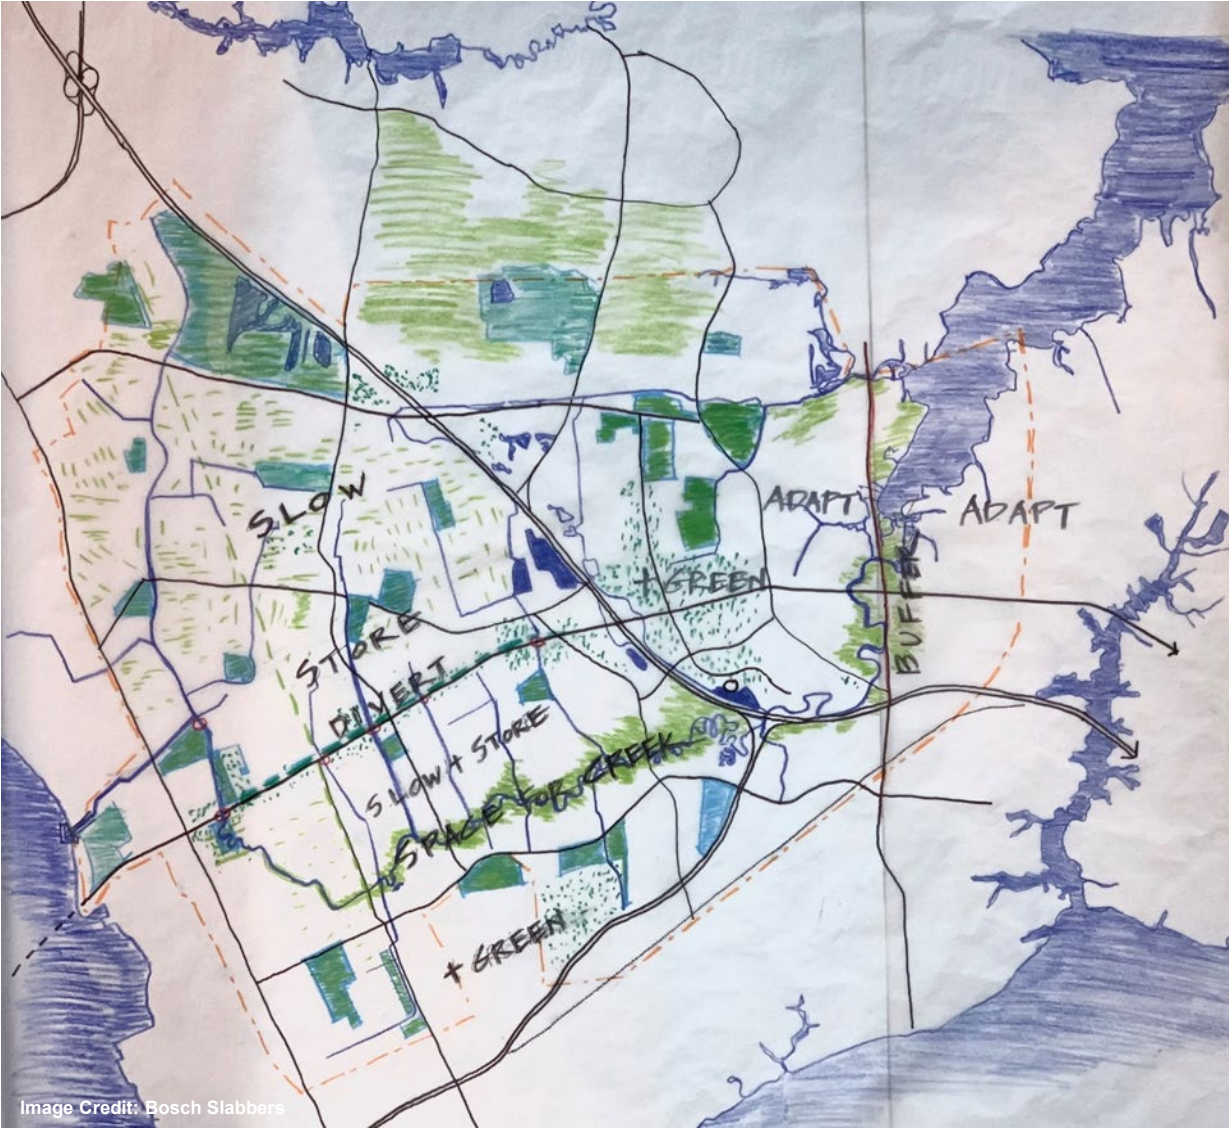 SLOW
ADAPT
ADAPT
+ GREEN
BUFFER
STORE
DIVERT
SLOW + STORE
SPACE FOR CREEK
+ GREEN
Image Credit: Bosch Slabbers